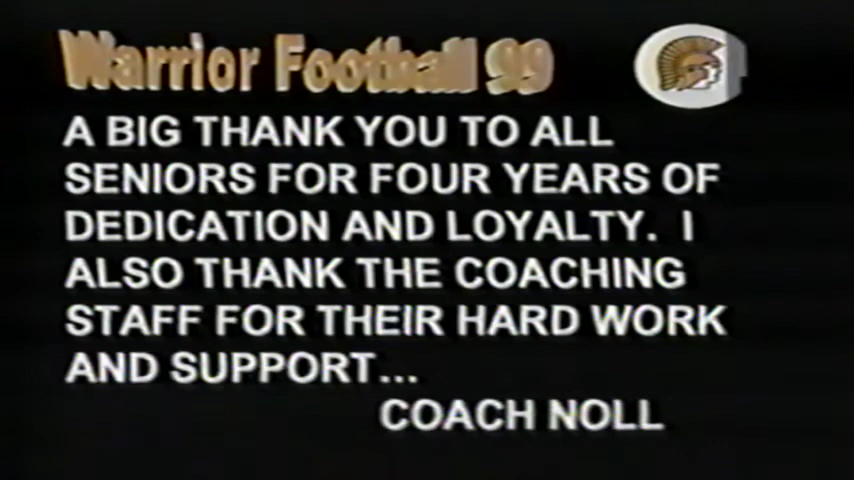 Warrior Football 99
A BIG THANK YOU TO ALL
SENIORS FOR FOUR YEARS OF
DEDICATION AND LOYALTY. I
ALSO THANK THE COACHING
STAFF FOR THEIR HARD WORK
AND SUPPORT...
COACH NOLL